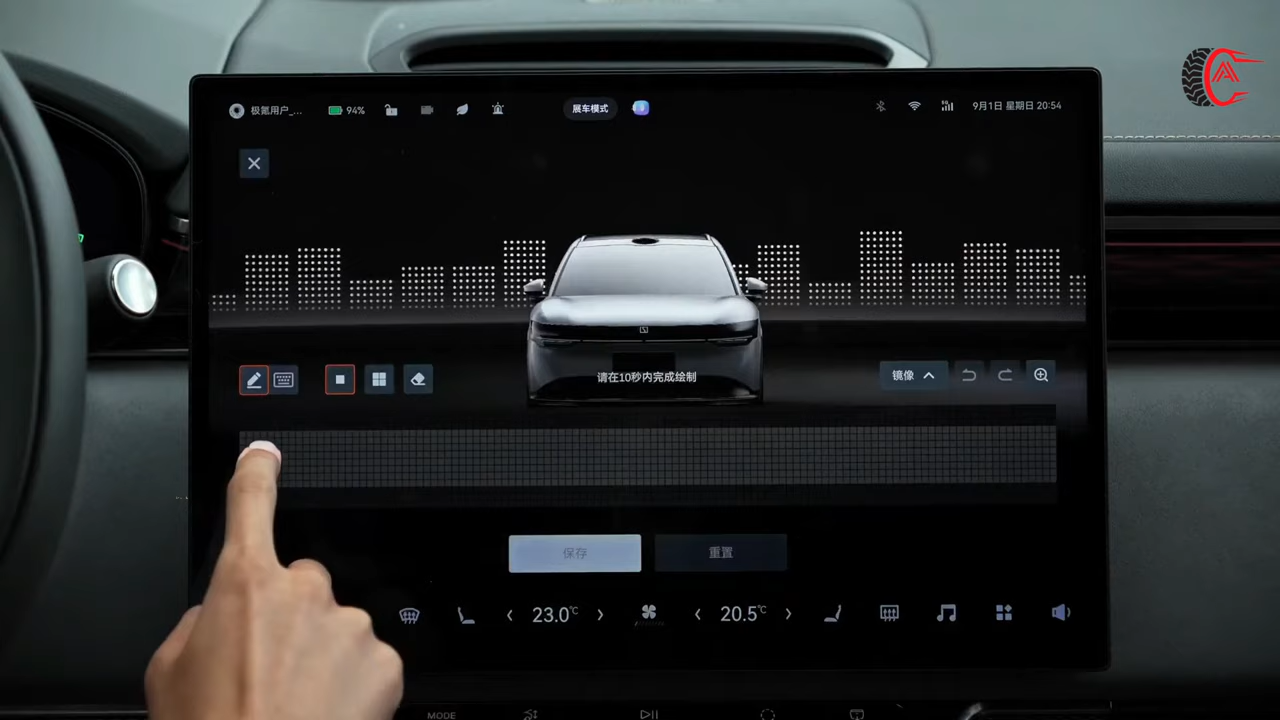 极氪用户_...
94%
展车模式
9月1日 星期日 20:54
请在10秒内完成绘制
镜像
保存
重置
23.0℃
20.5℃
MODE